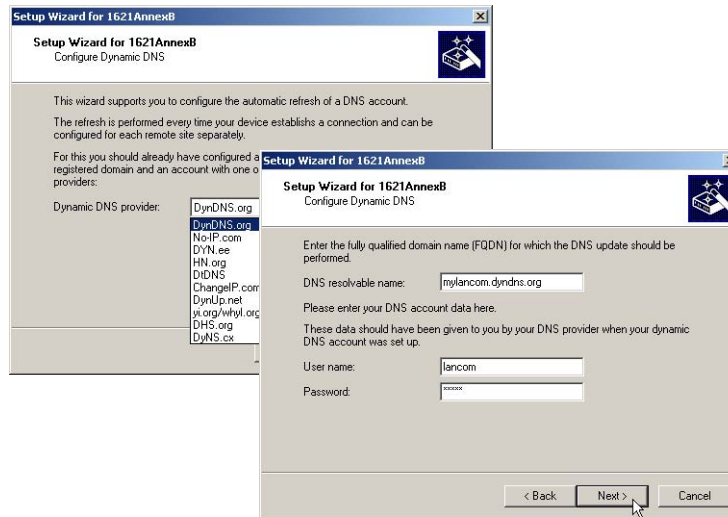 Setup Wizard for 1621AnnexB
Setup Wizard for 1621AnnexB
Configure Dynamic DNS
This wizard supports you to configure the automatic refresh of a DNS account.
The refresh is performed every time your device establishs a connection and can be
configured for each remote site separately.
For this you should already have configured a
registered domain and an account with one o
providers:
Dynamic DNS provider:
DynDNS.org
DynDNS.org
No-IP.com
DYN.ee
HN.org
DtDNS
ChangeIP.com
DynUp.net
yi.org/whyI.org
DHS.org
DyNS.cx
Setup Wizard for 1621AnnexB
Setup Wizard for 1621AnnexB
Configure Dynamic DNS
Enter the fully qualified domain name (FQDN) for which the DNS update should be
performed.
DNS resolvable name:
mylancom.dyndns.org
Please enter your DNS account data here.
These data should have been given to you by your DNS provider when your dynamic
DNS account was set up.
User name:
lancom
Password:
×××××
< Back
Next >
Cancel